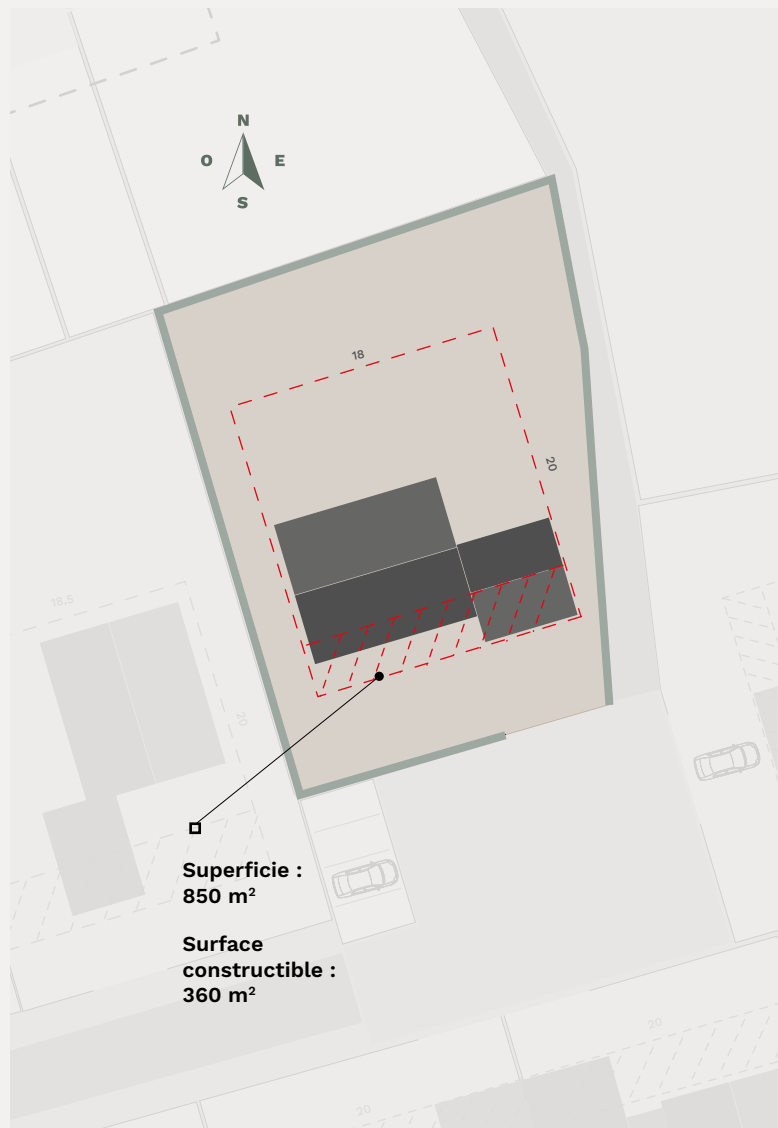 N
O E
S
18
20
18,5
20
Superficie :
850 m²
Surface
constructible :
360 m²
20
20